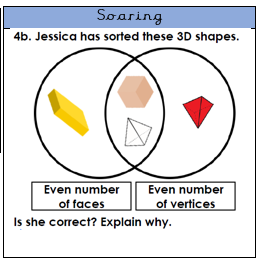 Soaring
4b. Jessica has sorted these 3D shapes.
Even number
of faces
Even number
of vertices
Is she correct? Explain why.